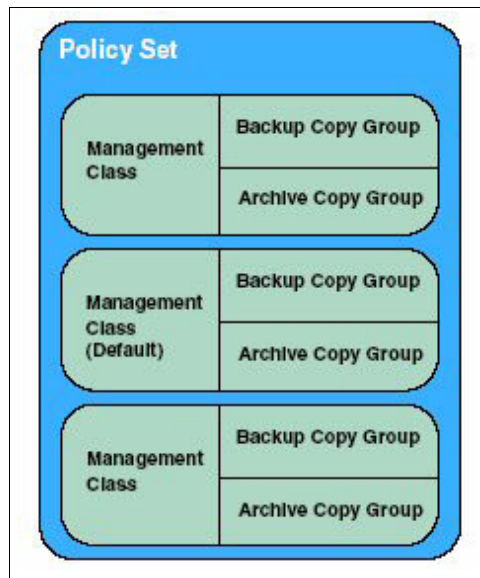 Policy Set
Management
Class
Backup Copy Group
Archive Copy Group
Management
Class
(Default)
Backup Copy Group
Archive Copy Group
Management
Class
Backup Copy Group
Archive Copy Group